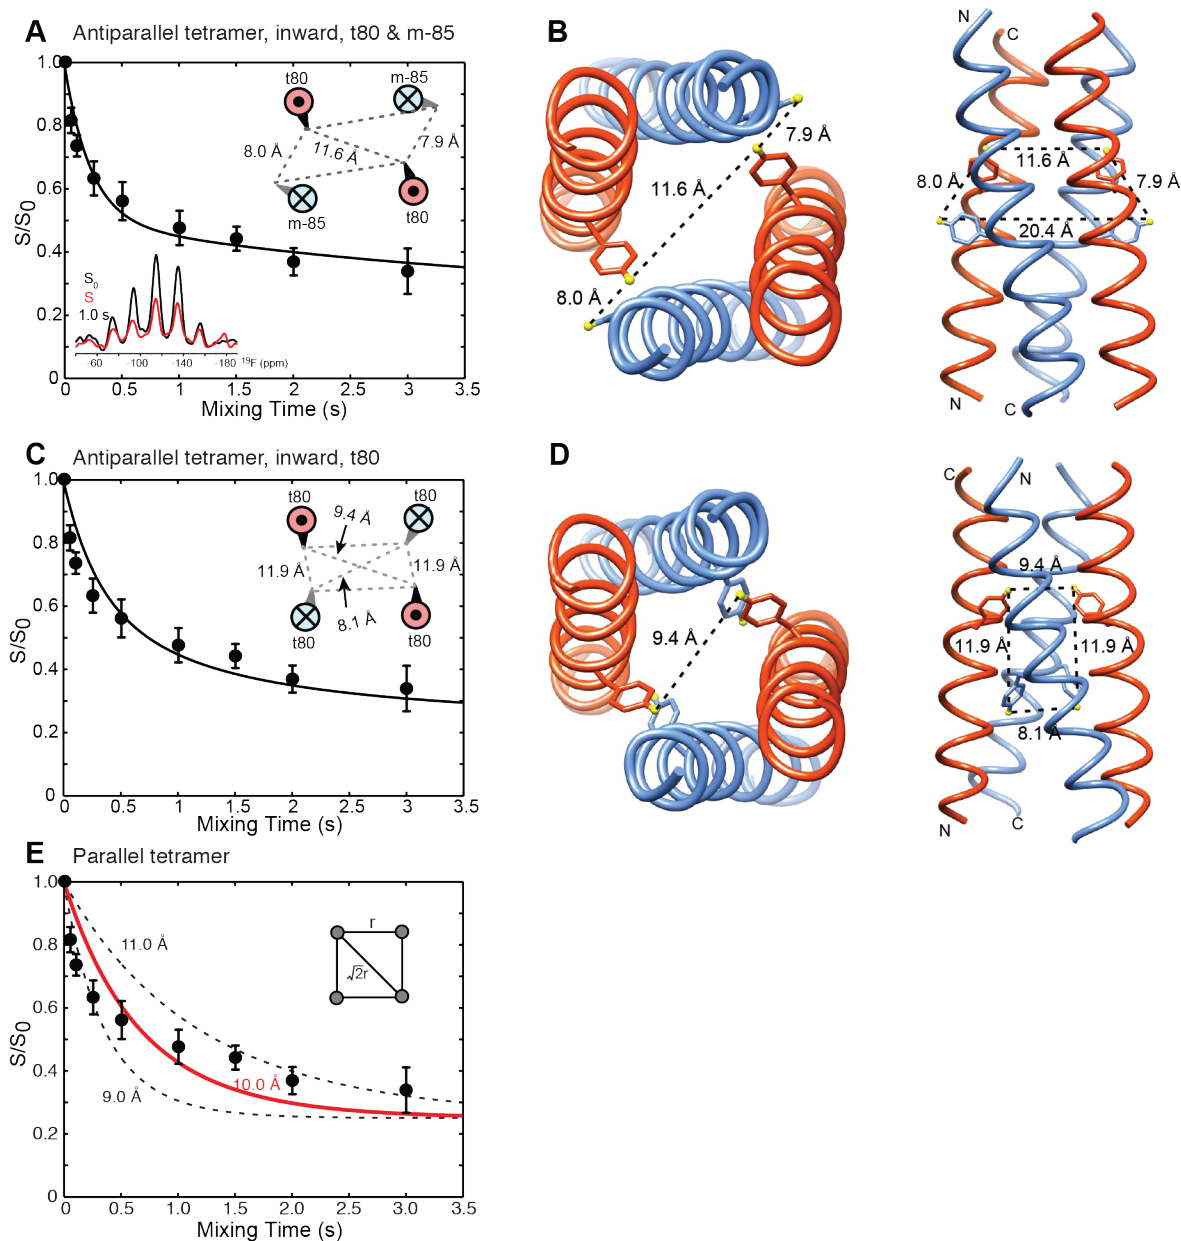 A Antiparallel tetramer, inward, t80 & m-85
1.0
0.8
0.6
0.4
0.2
0
S/S0
0 0.5 1.0 1.5 2.0 2.5 3.0 3.5
Mixing Time (s)
t80
m-85
8.0 Å
11.6 Å
7.9 Å
m-85
t80
S0
S
1.0 s
-60 -100 -140 -180 19F (ppm)
B
7.9 Å
11.6 Å
8.0 Å
N
C
11.6 Å
8.0 Å
7.9 Å
20.4 Å
N
C
C Antiparallel tetramer, inward, t80
1.0
0.8
0.6
0.4
0.2
0
S/S0
0 0.5 1.0 1.5 2.0 2.5 3.0 3.5
Mixing Time (s)
t80
t80
9.4 Å
11.9 Å
11.9 Å
8.1 Å
t80
t80
D
9.4 Å
C
N
9.4 Å
11.9 Å
11.9 Å
8.1 Å
N
C
E Parallel tetramer
1.0
0.8
0.6
0.4
0.2
0
S/S0
0 0.5 1.0 1.5 2.0 2.5 3.0 3.5
Mixing Time (s)
11.0 Å
10.0 Å
9.0 Å
r
√2r